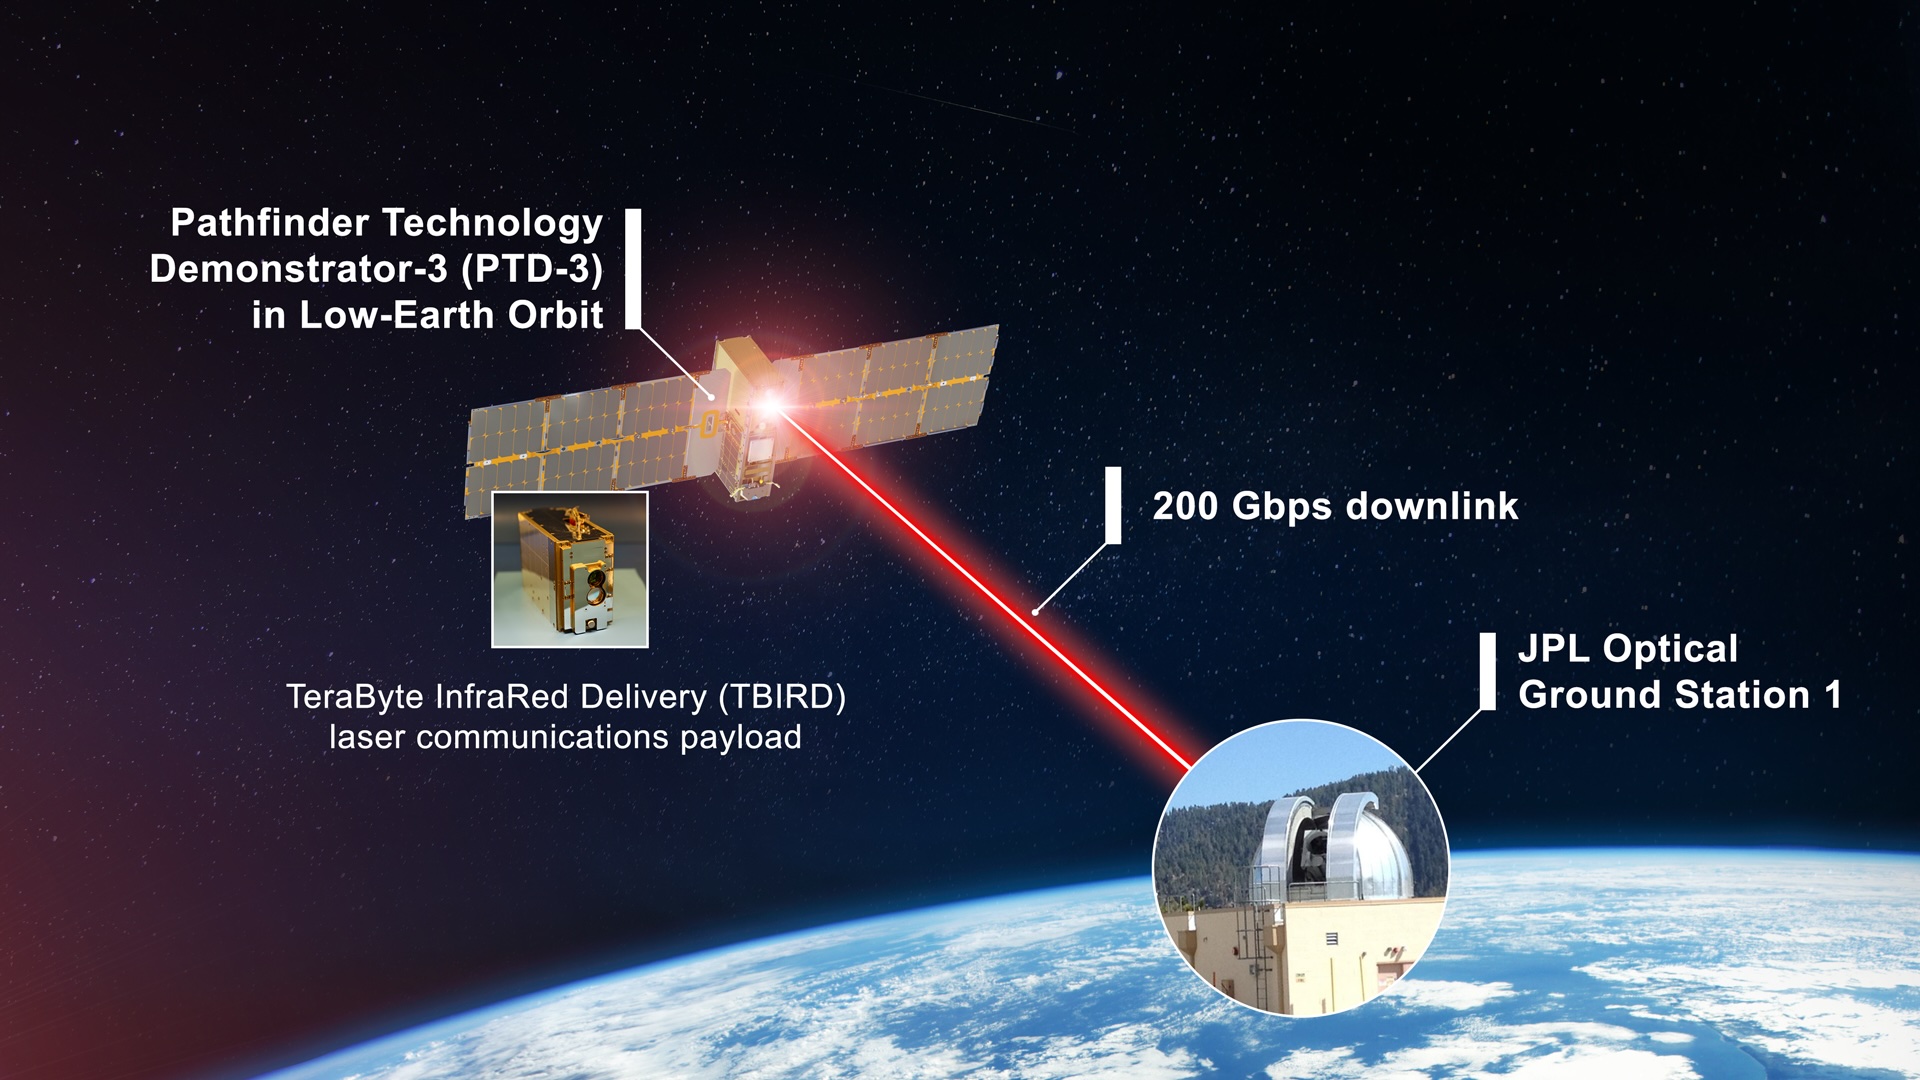 Pathfinder Technology
Demonstrator-3 (PTD-3)
in Low-Earth Orbit
200 Gbps downlink
JPL Optical
Ground Station 1
TeraByte InfraRed Delivery (TBIRD)
laser communications payload